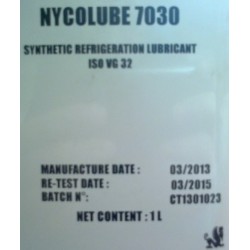 NYCOLUBE 7030
SYNTHETIC REFRIGERATION LUBRICANT
ISO VG 32
MANUFACTURE DATE : 03/2013
RE-TEST DATE : 03/2015
BATCH N°: CT1301023
NET CONTENT : 1 L